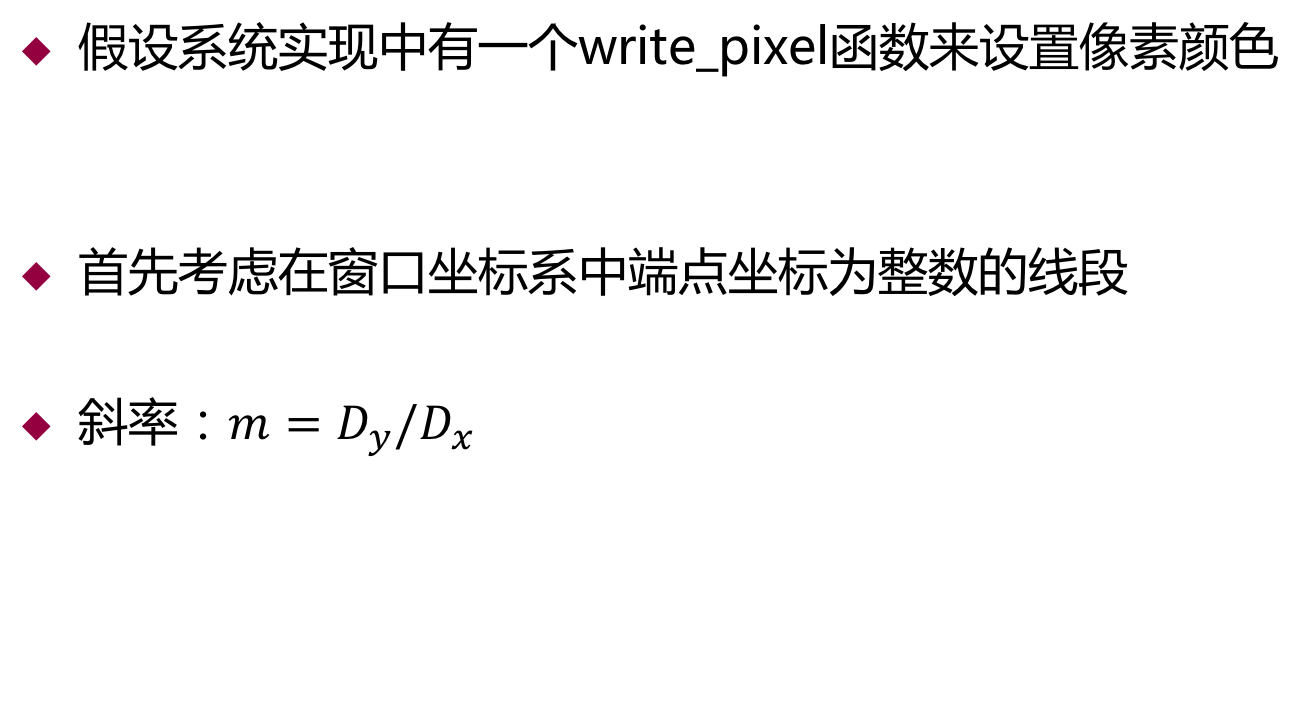 ◆ 假设系统实现中有一个write_pixel函数来设置像素颜色
◆ 首先考虑在窗口坐标系中端点坐标为整数的线段
◆ 斜率：m = D_y/D_x